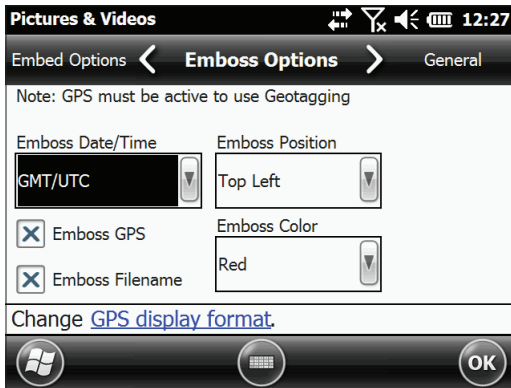 Pictures & Videos 12:27
Embed Options Emboss Options General
Note: GPS must be active to use Geotagging
Emboss Date/Time Emboss Position
GMT/UTC Top Left
Emboss GPS Emboss Color
Red
Emboss Filename
Change GPS display format.
OK